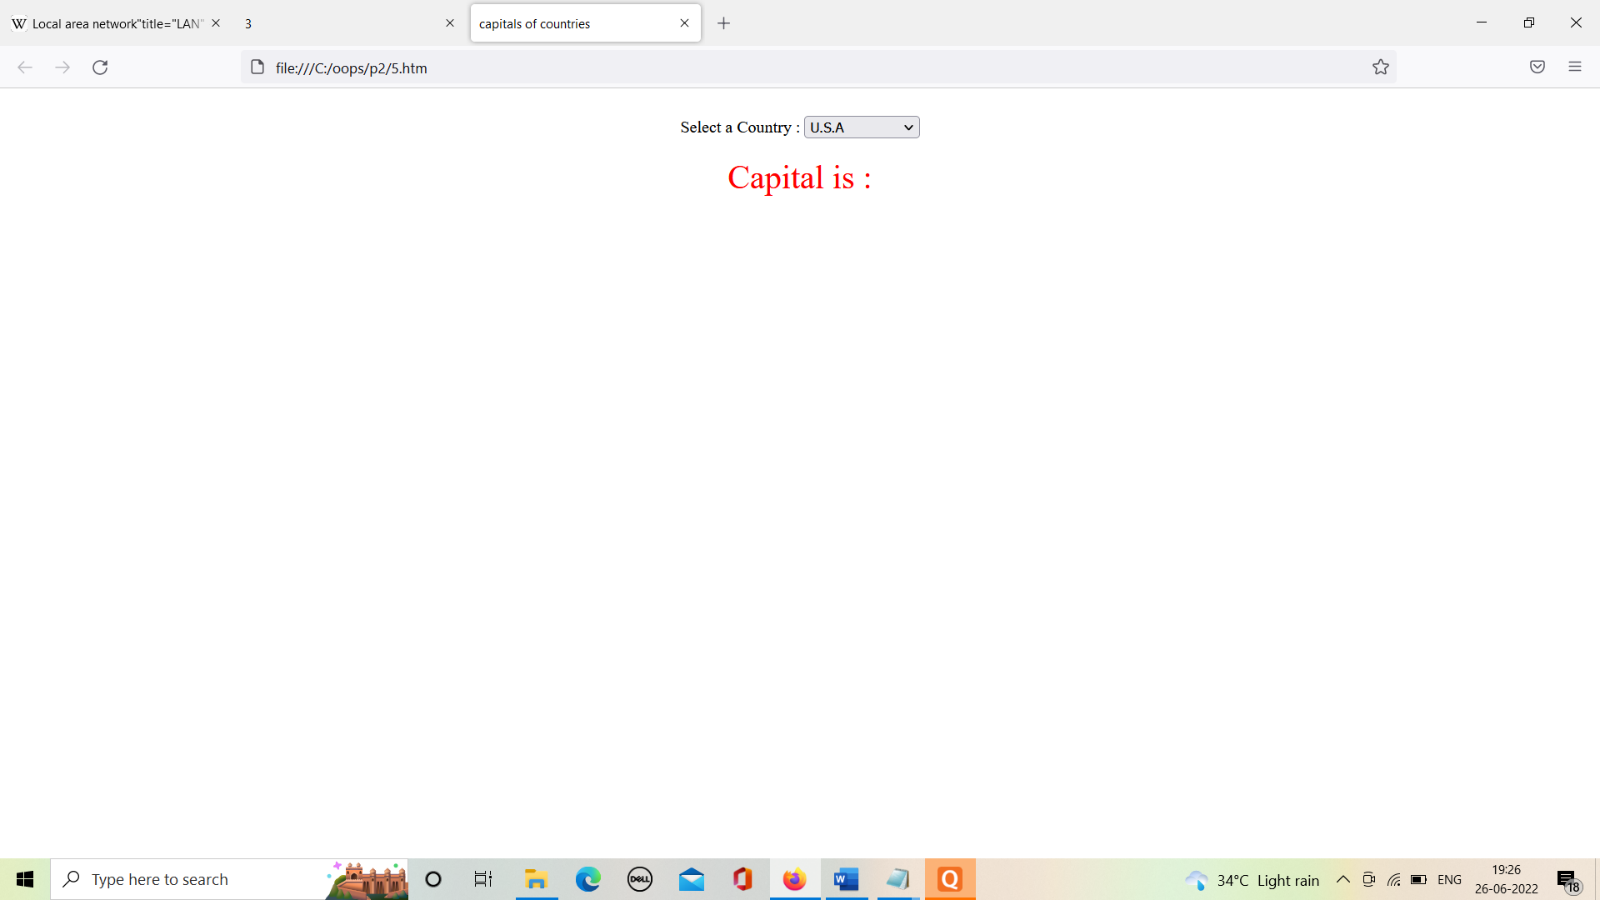 W Local area network"title="LAN"
3
capitals of countries
file:///C:/oops/p2/5.htm
Select a Country : U.S.A
Capital is :
Type here to search
DELL
W
Q
34°C Light rain
ENG
19:26
26-06-2022
18